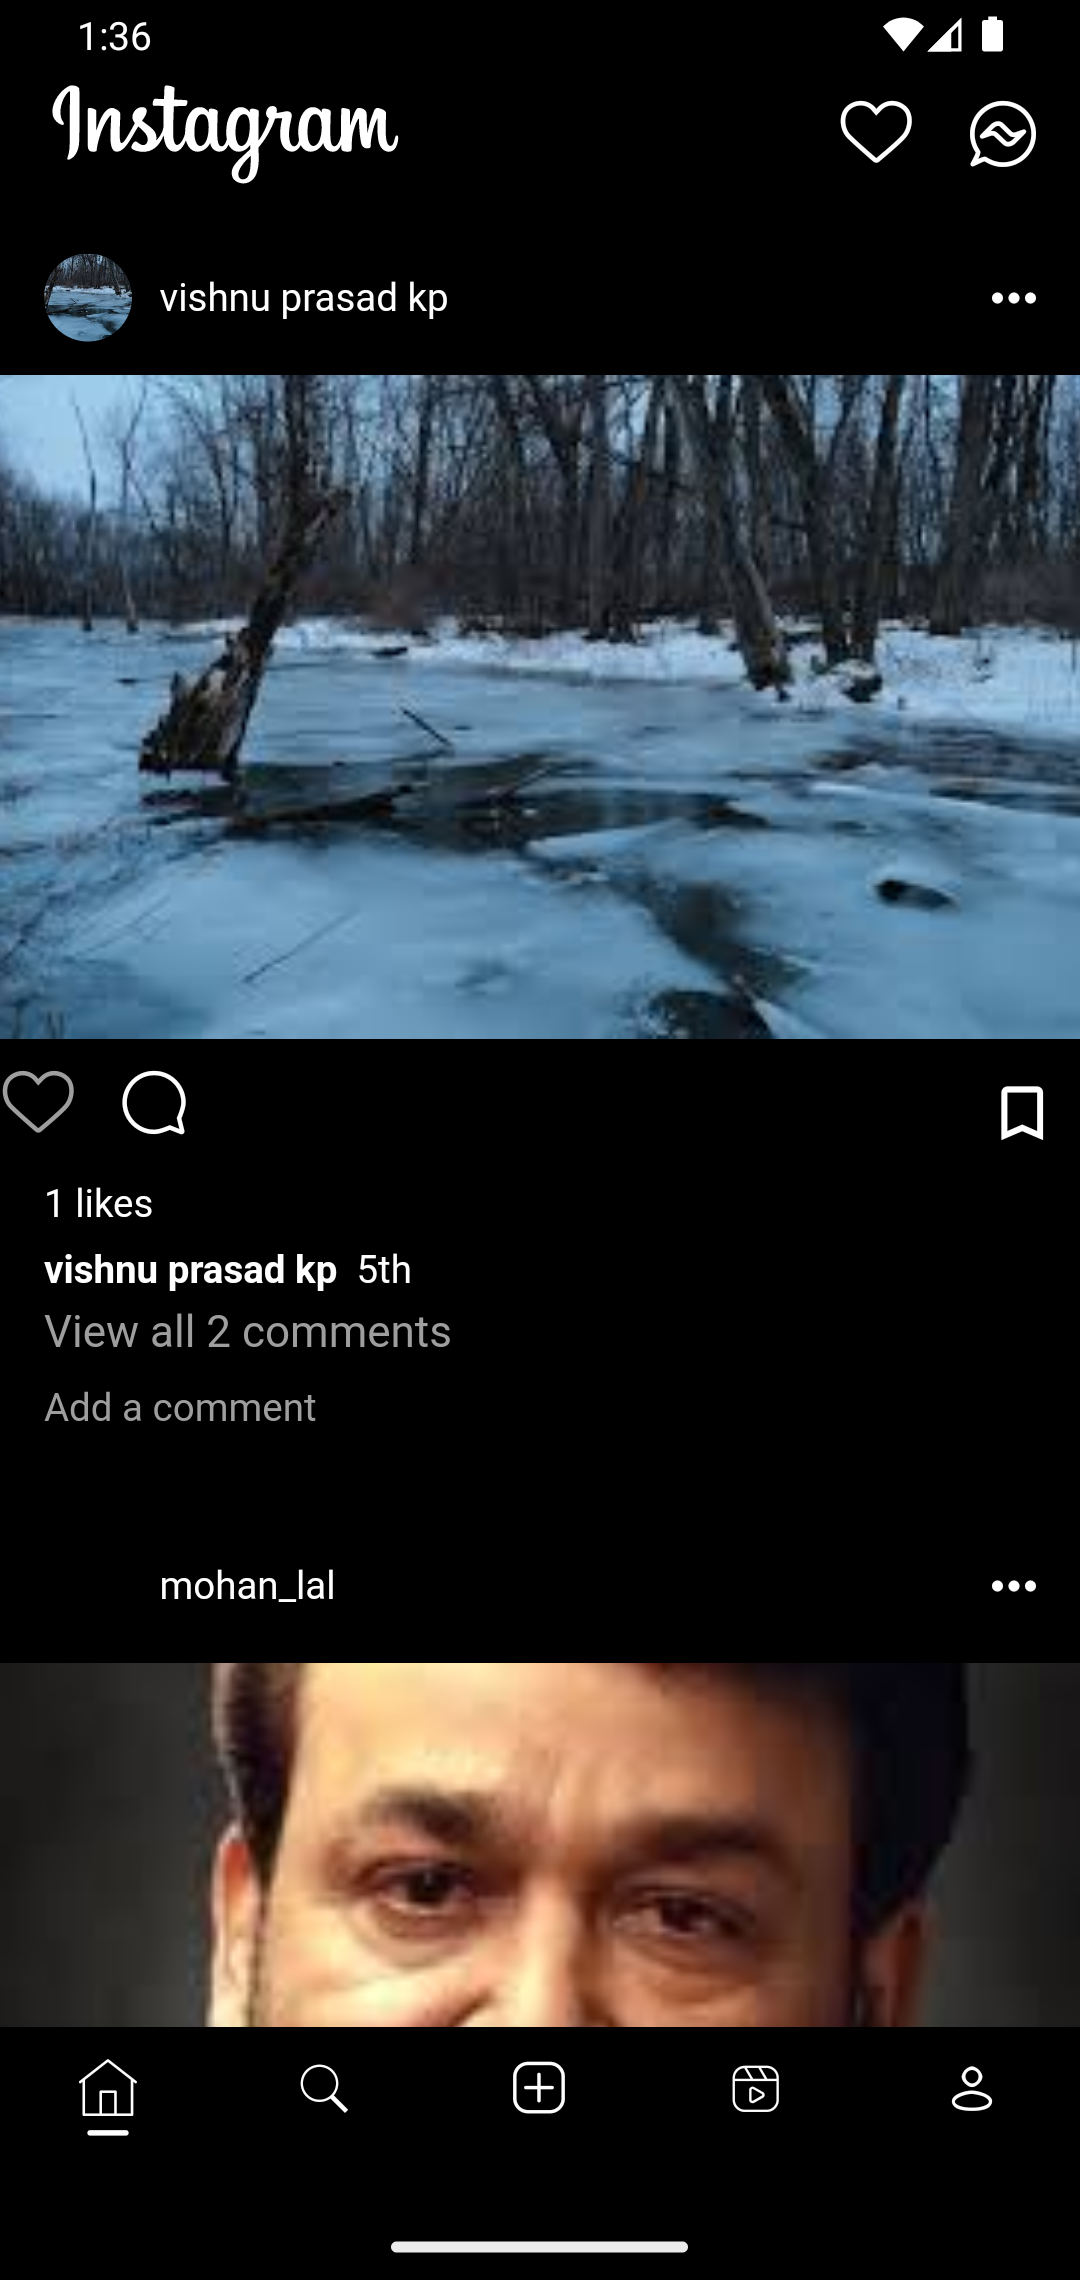 1:36
Instagram
vishnu prasad kp
1 likes
vishnu prasad kp 5th
View all 2 comments
Add a comment
mohan_lal